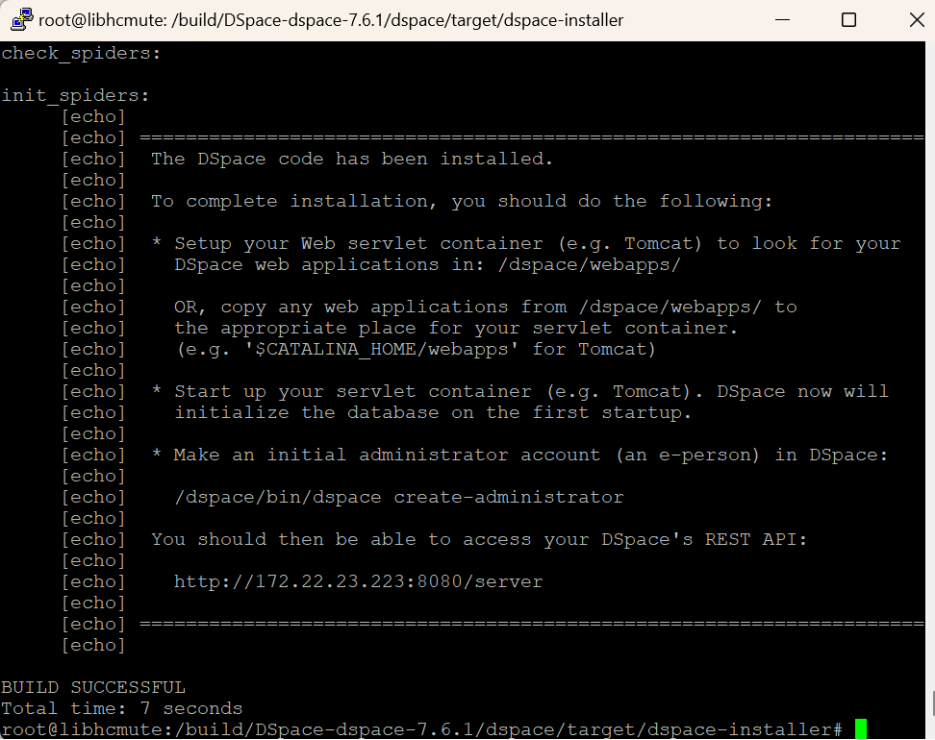 root@libhcmute: /build/DSpace-dspace-7.6.1/dspace/target/dspace-installer
check_spiders:
init_spiders:
[echo]
[echo] ====================================================================
[echo] The DSpace code has been installed.
[echo]
[echo] To complete installation, you should do the following:
[echo]
[echo] * Setup your Web servlet container (e.g. Tomcat) to look for your
[echo] DSpace web applications in: /dspace/webapps/
[echo]
[echo] OR, copy any web applications from /dspace/webapps/ to
[echo] the appropriate place for your servlet container.
[echo] (e.g. '$CATALINA_HOME/webapps' for Tomcat)
[echo]
[echo] * Start up your servlet container (e.g. Tomcat). DSpace now will
[echo] initialize the database on the first startup.
[echo]
[echo] * Make an initial administrator account (an e-person) in DSpace:
[echo]
[echo] /dspace/bin/dspace create-administrator
[echo]
[echo] You should then be able to access your DSpace's REST API:
[echo]
[echo] http://172.22.23.223:8080/server
[echo]
[echo] ====================================================================
[echo]
BUILD SUCCESSFUL
Total time: 7 seconds
root@libhcmute:/build/DSpace-dspace-7.6.1/dspace/target/dspace-installer#